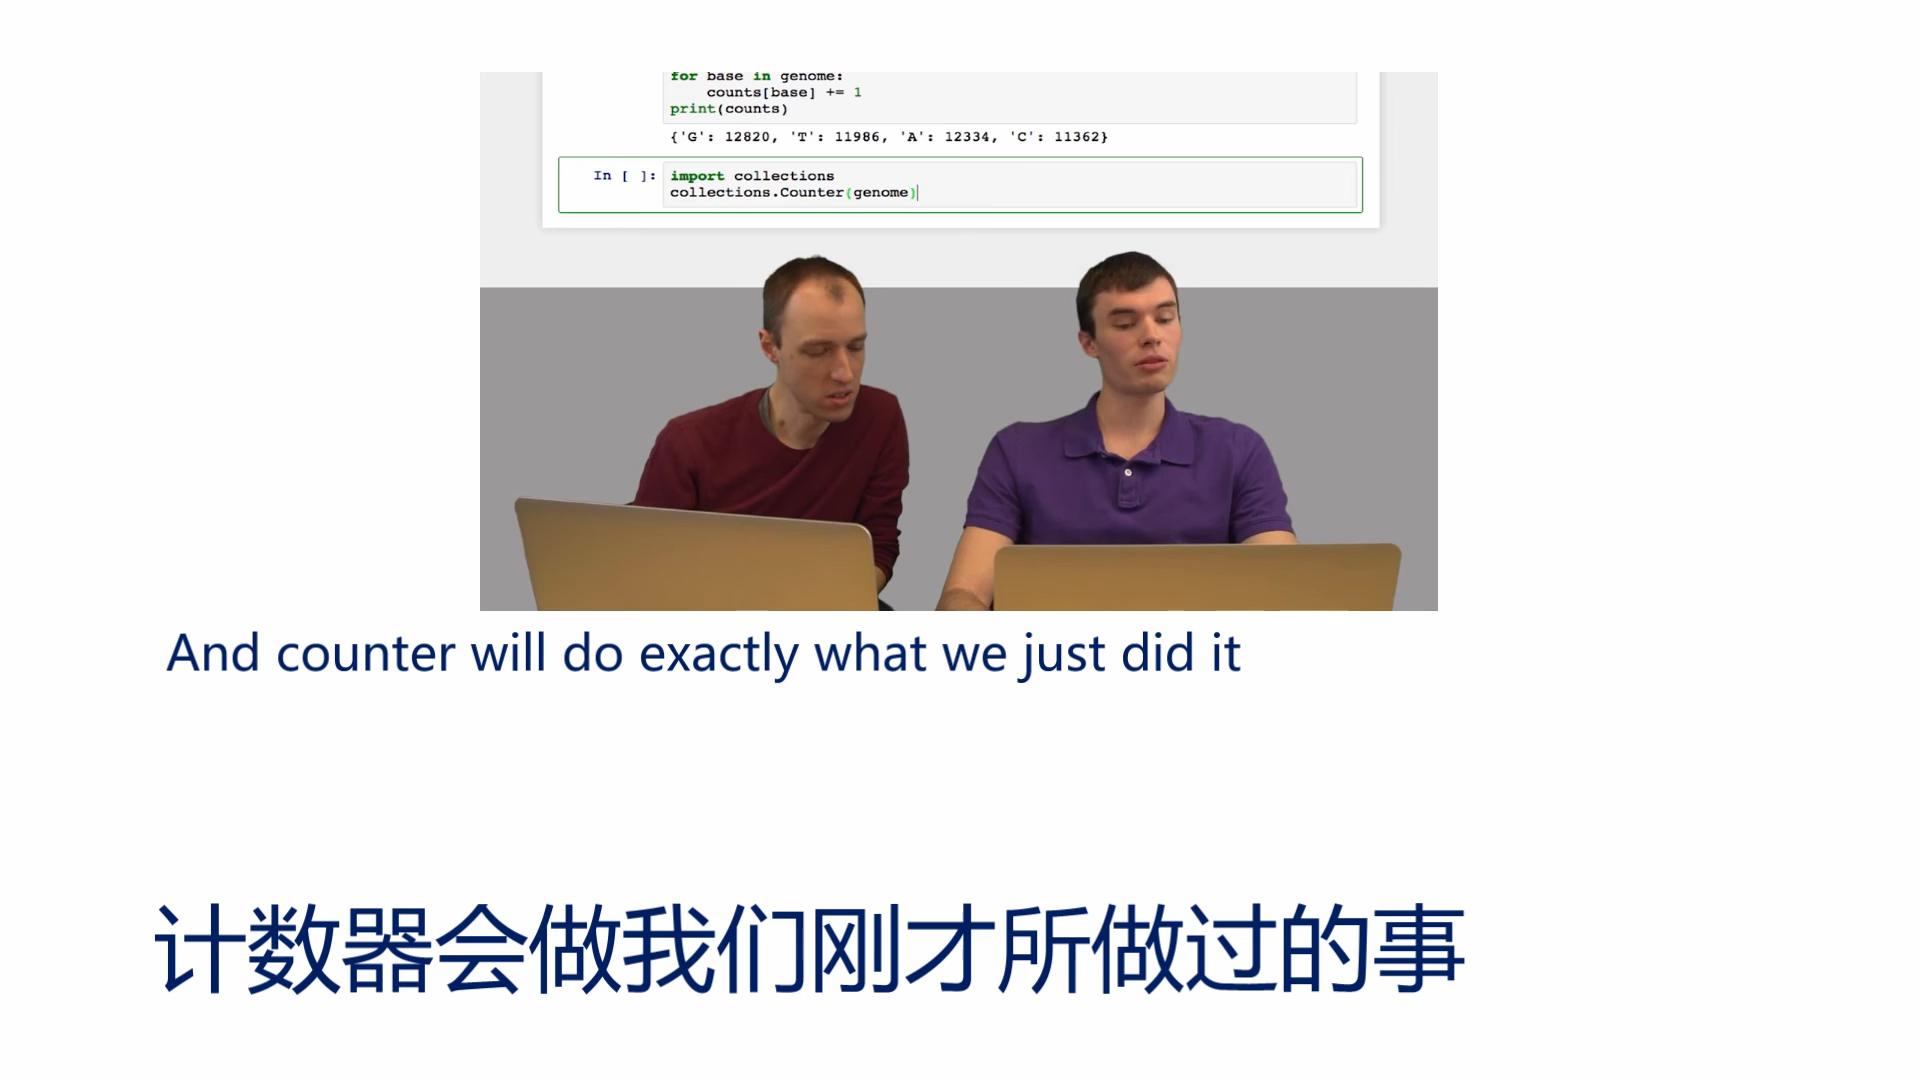 for base in genome:
    counts[base] += 1
print(counts)
{'G': 12820, 'T': 11986, 'A': 12334, 'C': 11362}
In [ ]: import collections
collections.Counter(genome)
And counter will do exactly what we just did it
计数器会做我们刚才所做过的事